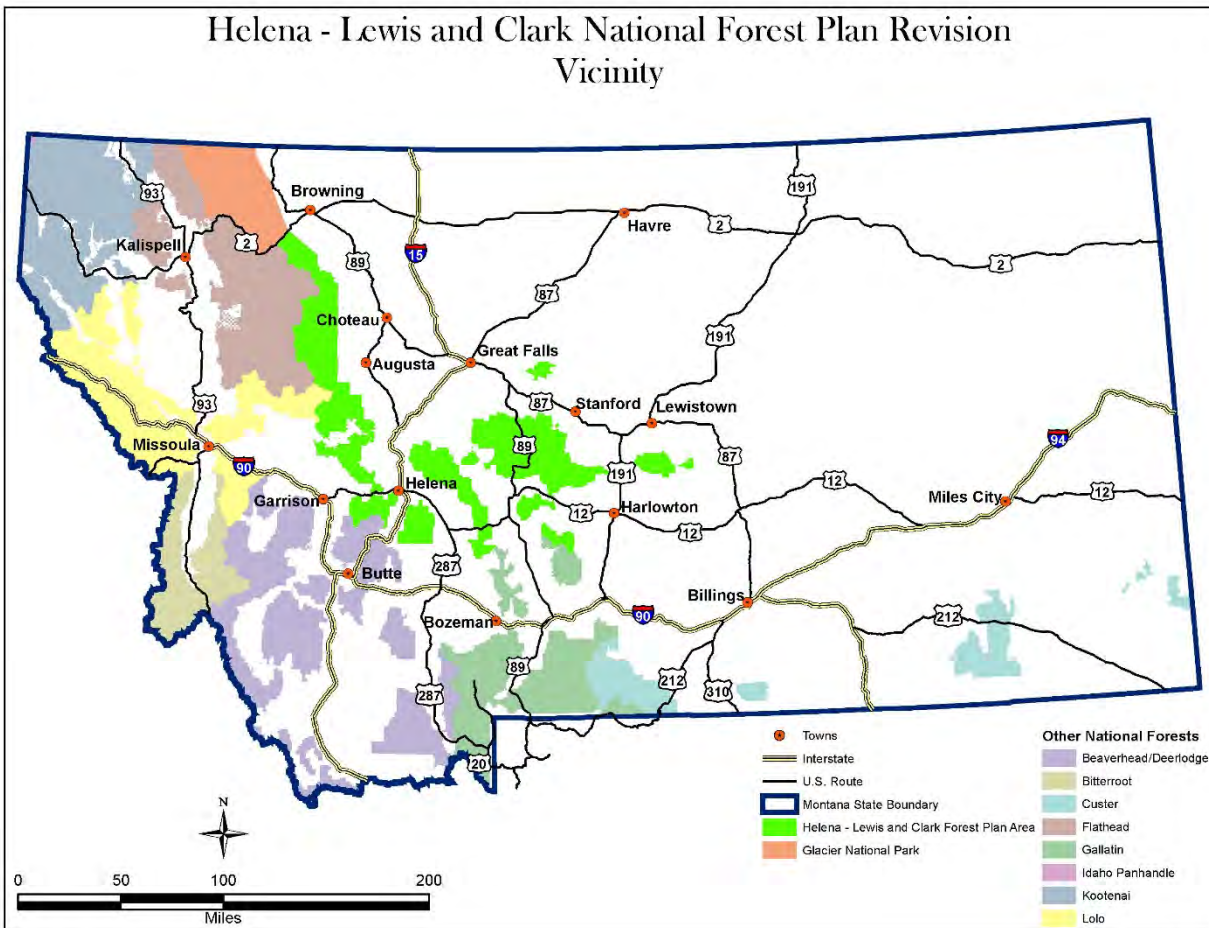 Helena - Lewis and Clark National Forest Plan Revision
Vicinity
93
Browning
191
Havre
2
Kalispell
2
89
15
2
87
Choteau
191
Augusta
Great Falls
87
Stanford
Lewistown
93
Missoula
90
89
191
87
94
Helena
Garrison
12
Miles City
12
12
Harlowton
12
287
Butte
Billings
Bozeman
90
212
89
212
310
287
20
Towns
Interstate
U.S. Route
Montana State Boundary
Helena - Lewis and Clark Forest Plan Area
Glacier National Park
Other National Forests
Beaverhead/Deerlodge
Bitterroot
Custer
Flathead
Gallatin
Idaho Panhandle
Kootenai
Lolo
N
0 50 100 200
Miles